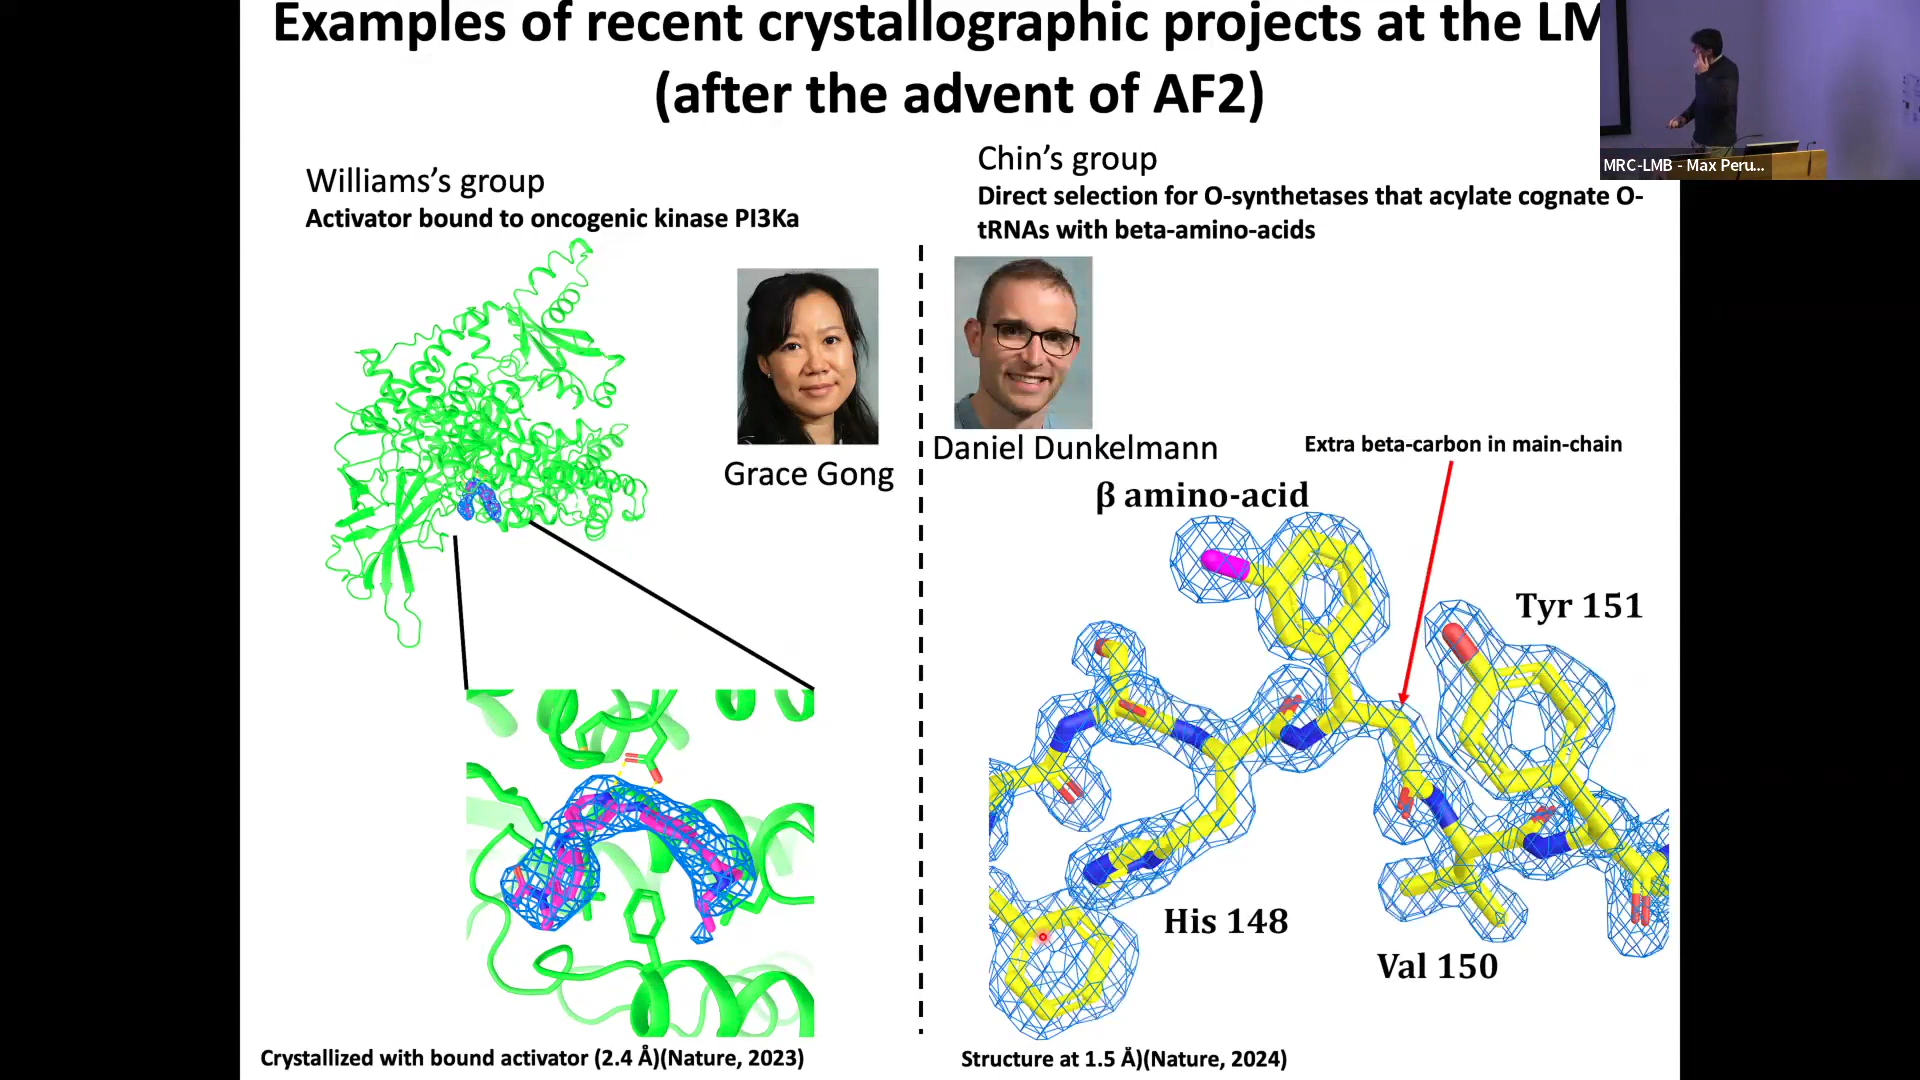 Examples of recent crystallographic projects at the LM
(after the advent of AF2)
MRC-LMB - Max Peru...
Williams's group
Activator bound to oncogenic kinase PI3Ka
Grace Gong
Crystallized with bound activator (2.4 Å)(Nature, 2023)
Chin's group
Direct selection for O-synthetases that acylate cognate O-
tRNAs with beta-amino-acids
Daniel Dunkelmann
Extra beta-carbon in main-chain
β amino-acid
Tyr 151
His 148
Val 150
Structure at 1.5 Å)(Nature, 2024)